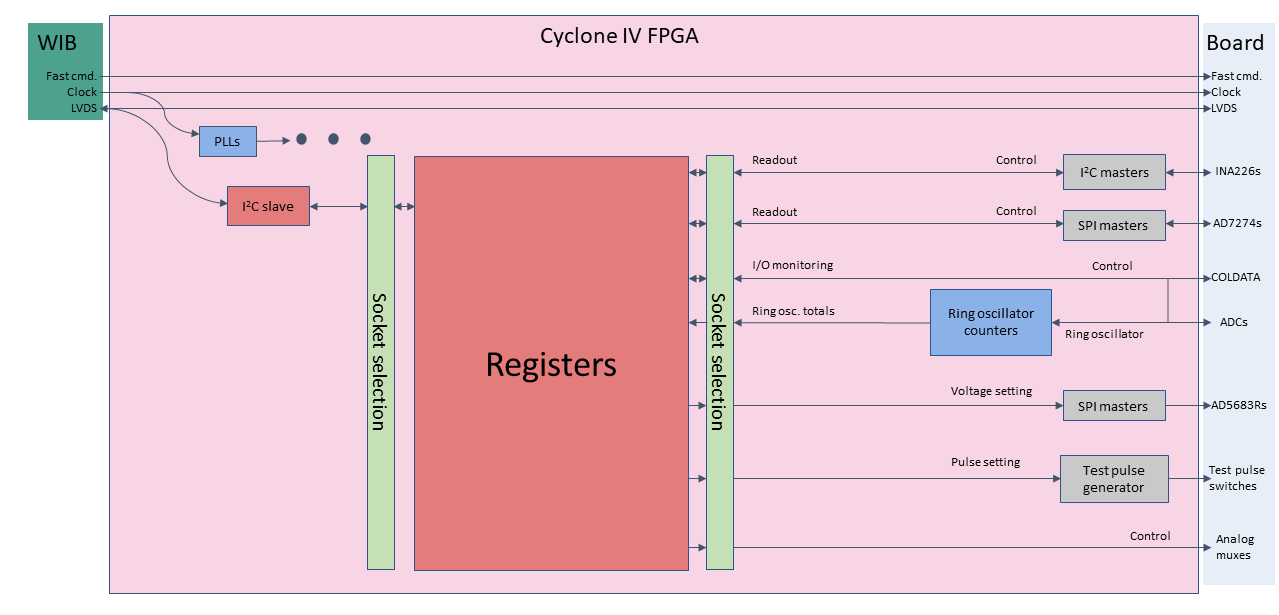 Cyclone IV FPGA
WIB
Board
Fast cmd.
Fast cmd.
Clock
Clock
LVDS
LVDS
PLLs
I²C slave
Socket selection
Registers
Socket selection
Readout
Control
I²C masters
INA226s
Readout
Control
SPI masters
AD7274s
I/O monitoring
Control
COLDATA
Ring osc. totals
Ring oscillator
counters
Ring oscillator
ADCs
Voltage setting
SPI masters
AD5683Rs
Pulse setting
Test pulse
generator
Test pulse
switches
Control
Analog
muxes